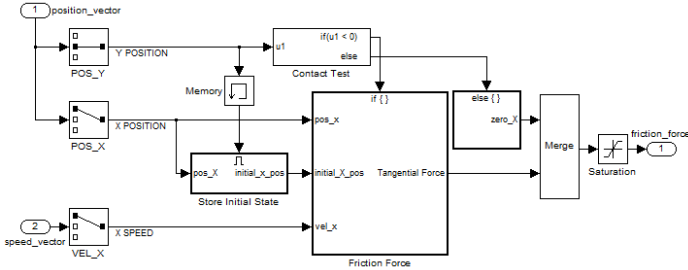 1
position_vector
if(u1 < 0)
u1
else
Y POSITION
POS_Y
Contact Test
Memory
if { }
else { }
zero_X
X POSITION
pos_x
POS_X
Merge
friction_force
1
Saturation
pos_X
initial_x_pos
initial_X_pos
Tangential Force
Store Initial State
2
speed_vector
X SPEED
vel_x
VEL_X
Friction Force